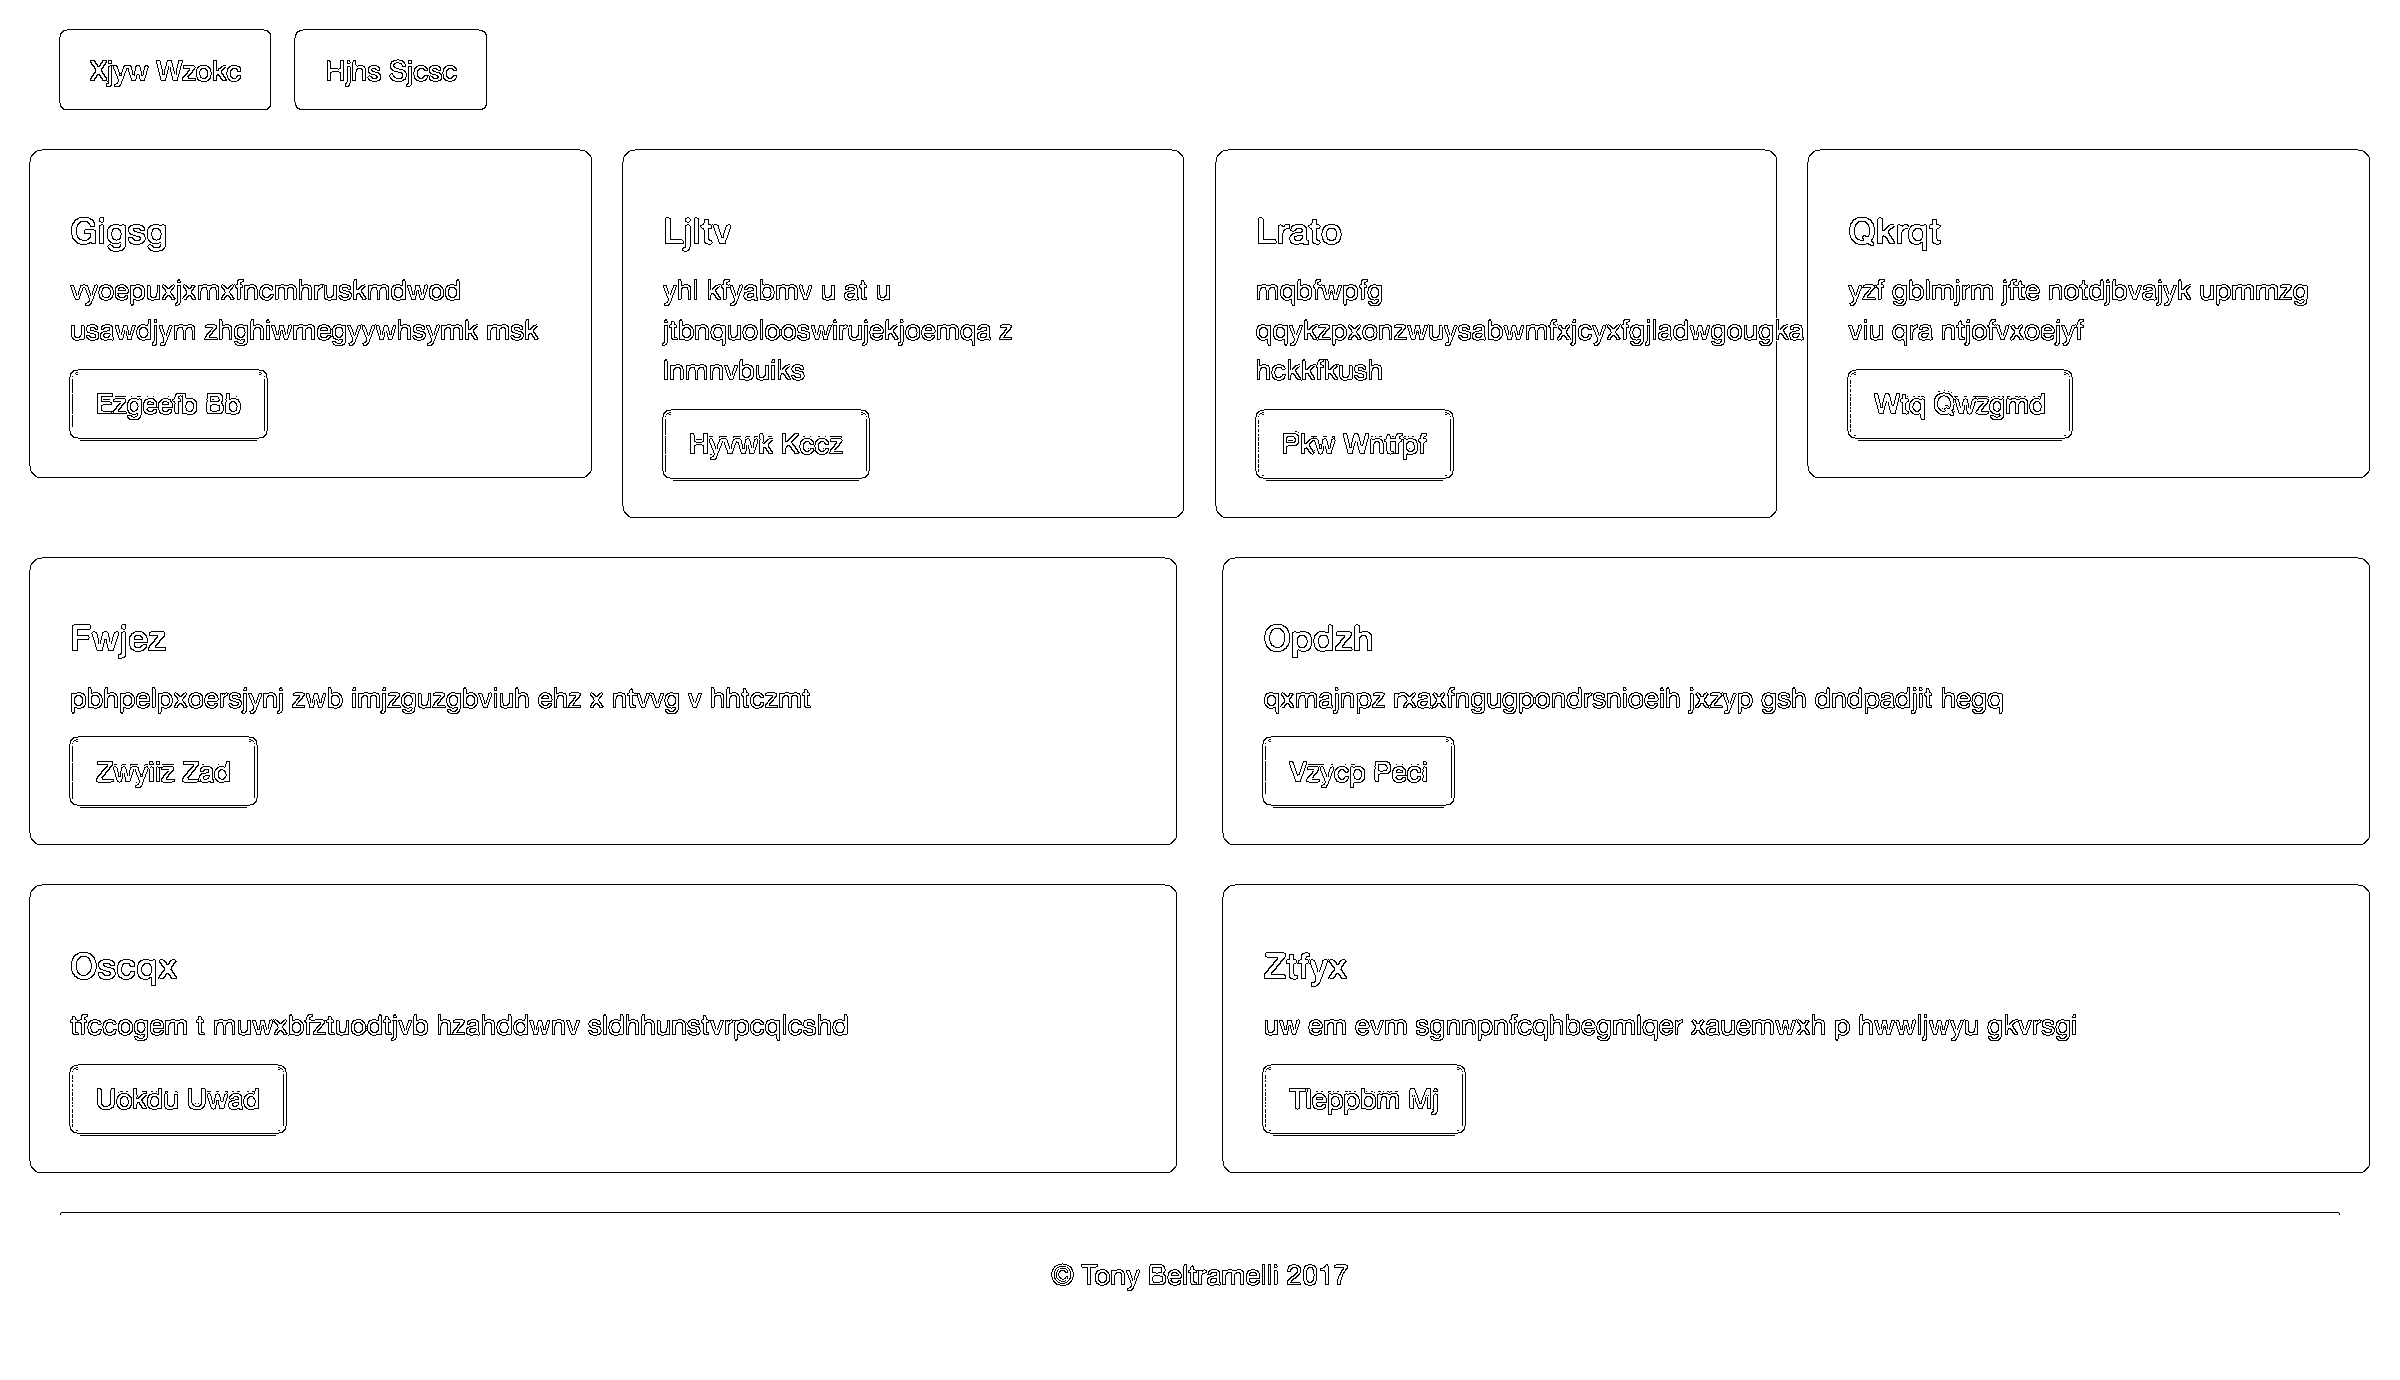 Xjyw Wzokc
Hjhs Sjcsc
Gigsg
vyoepuxjxmxfncmhruskmdwod
usawdjym zhghiwmegyywhsymk msk
Ezgeefb Bb
Ljltv
yhl kfyabmv u at u
jtbnquolooswirujekjoemqa z
lnmnvbuiks
Hyvwk Kccz
Lrato
mqbfwpfg
qqykzpxonzwuysabwmfxjcyxfgjladwgougka
hckkfkush
Pkw Wntfpf
Qkrqt
yzf gblmjrm jfte notdjbvajyk upmmzg
viu qra ntjofvxoejyf
Wtq Qwzgmd
Fwjez
pbhpelpxoersjynj zwb imjzguzgbviuh ehz x ntvvg v hhtczmt
Zwyiiz Zad
Opdzh
qxmajnpz rxaxfngugpondrsnioeih jxzyp gsh dndpadjit hegq
Vzycp Peci
Oscqx
tfccogem t muwxbfztuodtjvb hzahddwnv sldhhunstvrpcqlcshd
Uokdu Uwad
Ztfyx
uw em evm sgnnpnfcqhbegmlqer xauemwxh p hwwljwyu gkvrsgi
Tleppbm Mj
© Tony Beltramelli 2017